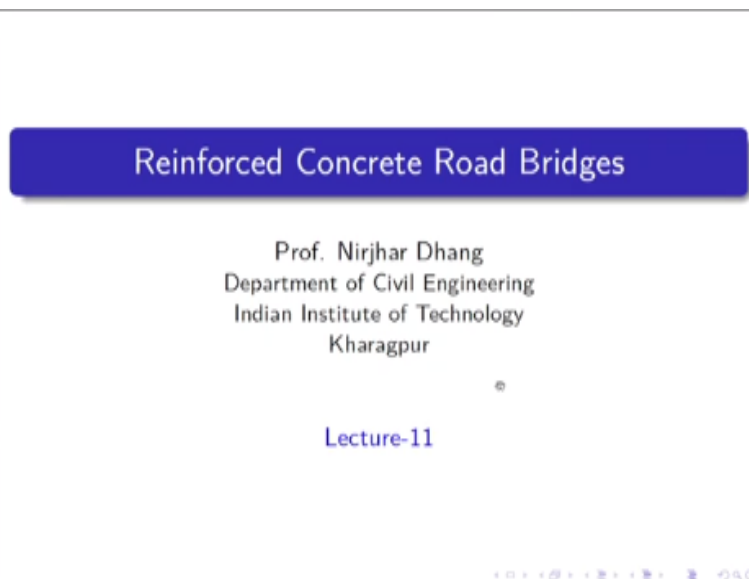 Reinforced Concrete Road Bridges
Prof. Nirjhar Dhang
Department of Civil Engineering
Indian Institute of Technology
Kharagpur
Lecture-11